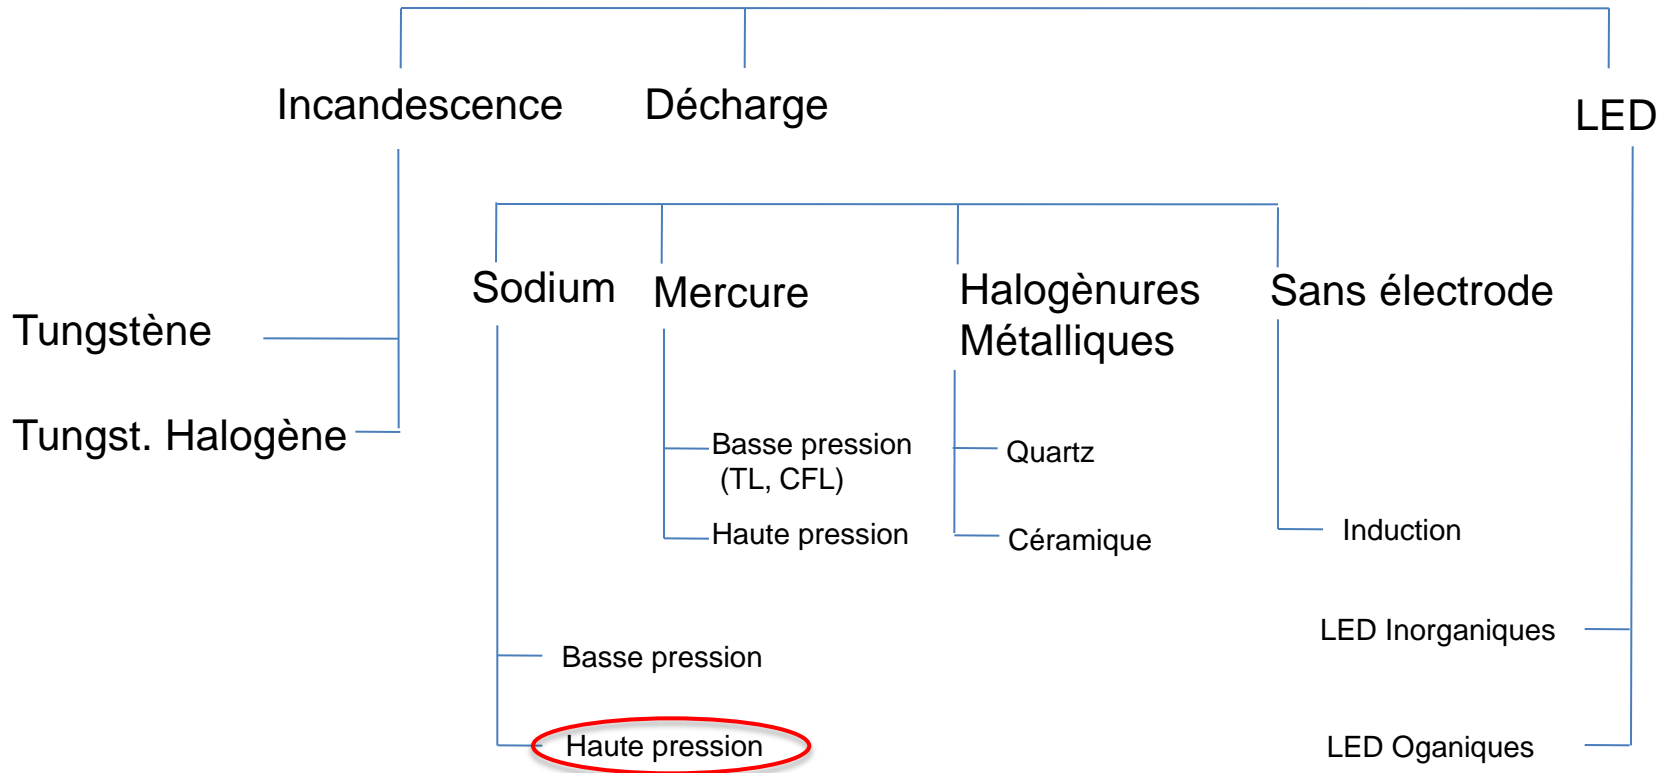 Incandescence
Décharge
LED
Sodium
Mercure
Halogènures
Métalliques
Sans électrode
Tungstène
Tungst. Halogène
Basse pression
(TL, CFL)
Haute pression
Quartz
Céramique
Induction
Basse pression
Haute pression
LED Inorganiques
LED Oganiques